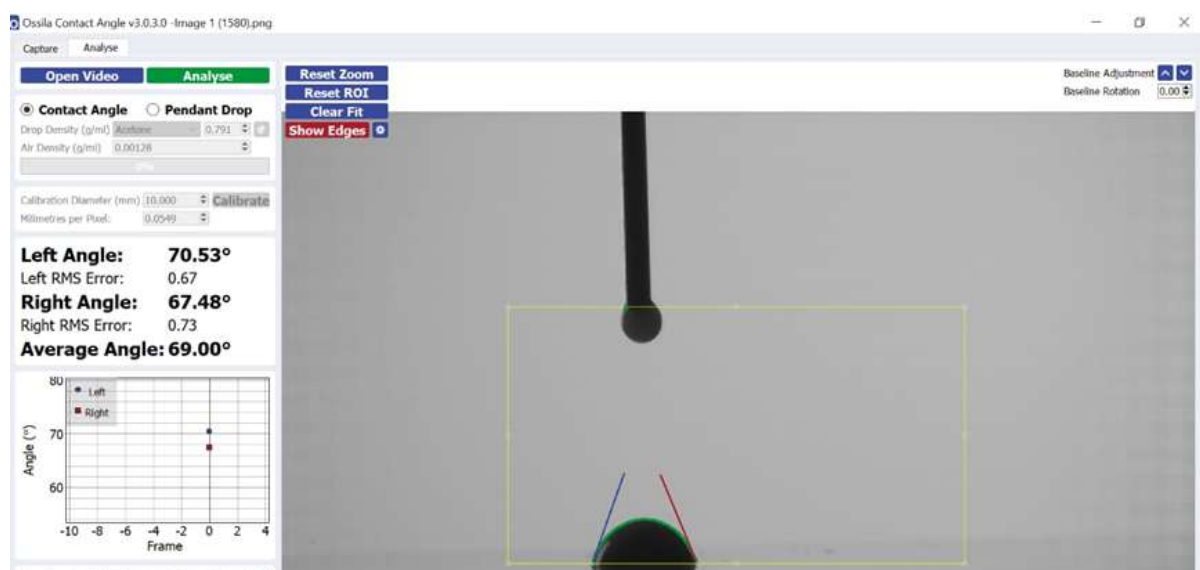 Ossila Contact Angle v3.0.3.0 -Image 1 (1580).png
Capture Analyse
Open Video Analyse
Contact Angle Pendant Drop
Drop Density (g/ml) Acetone 0.791
Air Density (g/ml) 0.00128
Calibration Diameter (mm) 10.000 Calibrate
Millimetres per Pixel: 0.0549
Left Angle: 70.53°
Left RMS Error: 0.67
Right Angle: 67.48°
Right RMS Error: 0.73
Average Angle: 69.00°
80
Left
Right
70
60
Angle (°)
-10 -8 -6 -4 -2 0 2 4
Frame
Reset Zoom
Reset ROI
Clear Fit
Show Edges
Baseline Adjustment
Baseline Rotation 0.00